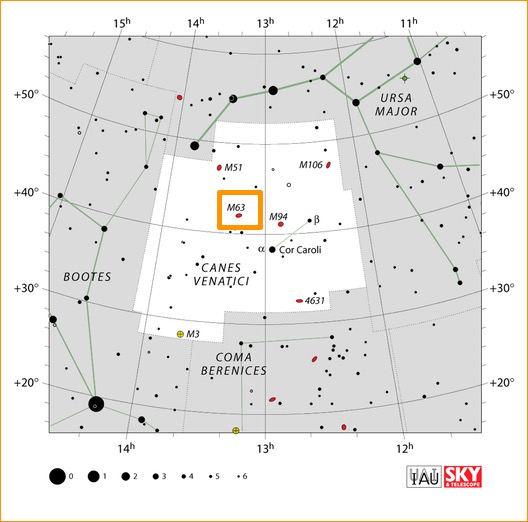 15h 14h 13h 12h 11h
+50° +50°
URSA
MAJOR
M51 M106
+40° +40°
M63
M94
β
α Cor Caroli
BOOTES
CANES
VENATICI
+30° +30°
4631
M3
COMA
BERENICES
+20° +20°
14h 13h 12h
0 1 2 3 4 5 6
IAU
SKY
& TELESCOPE